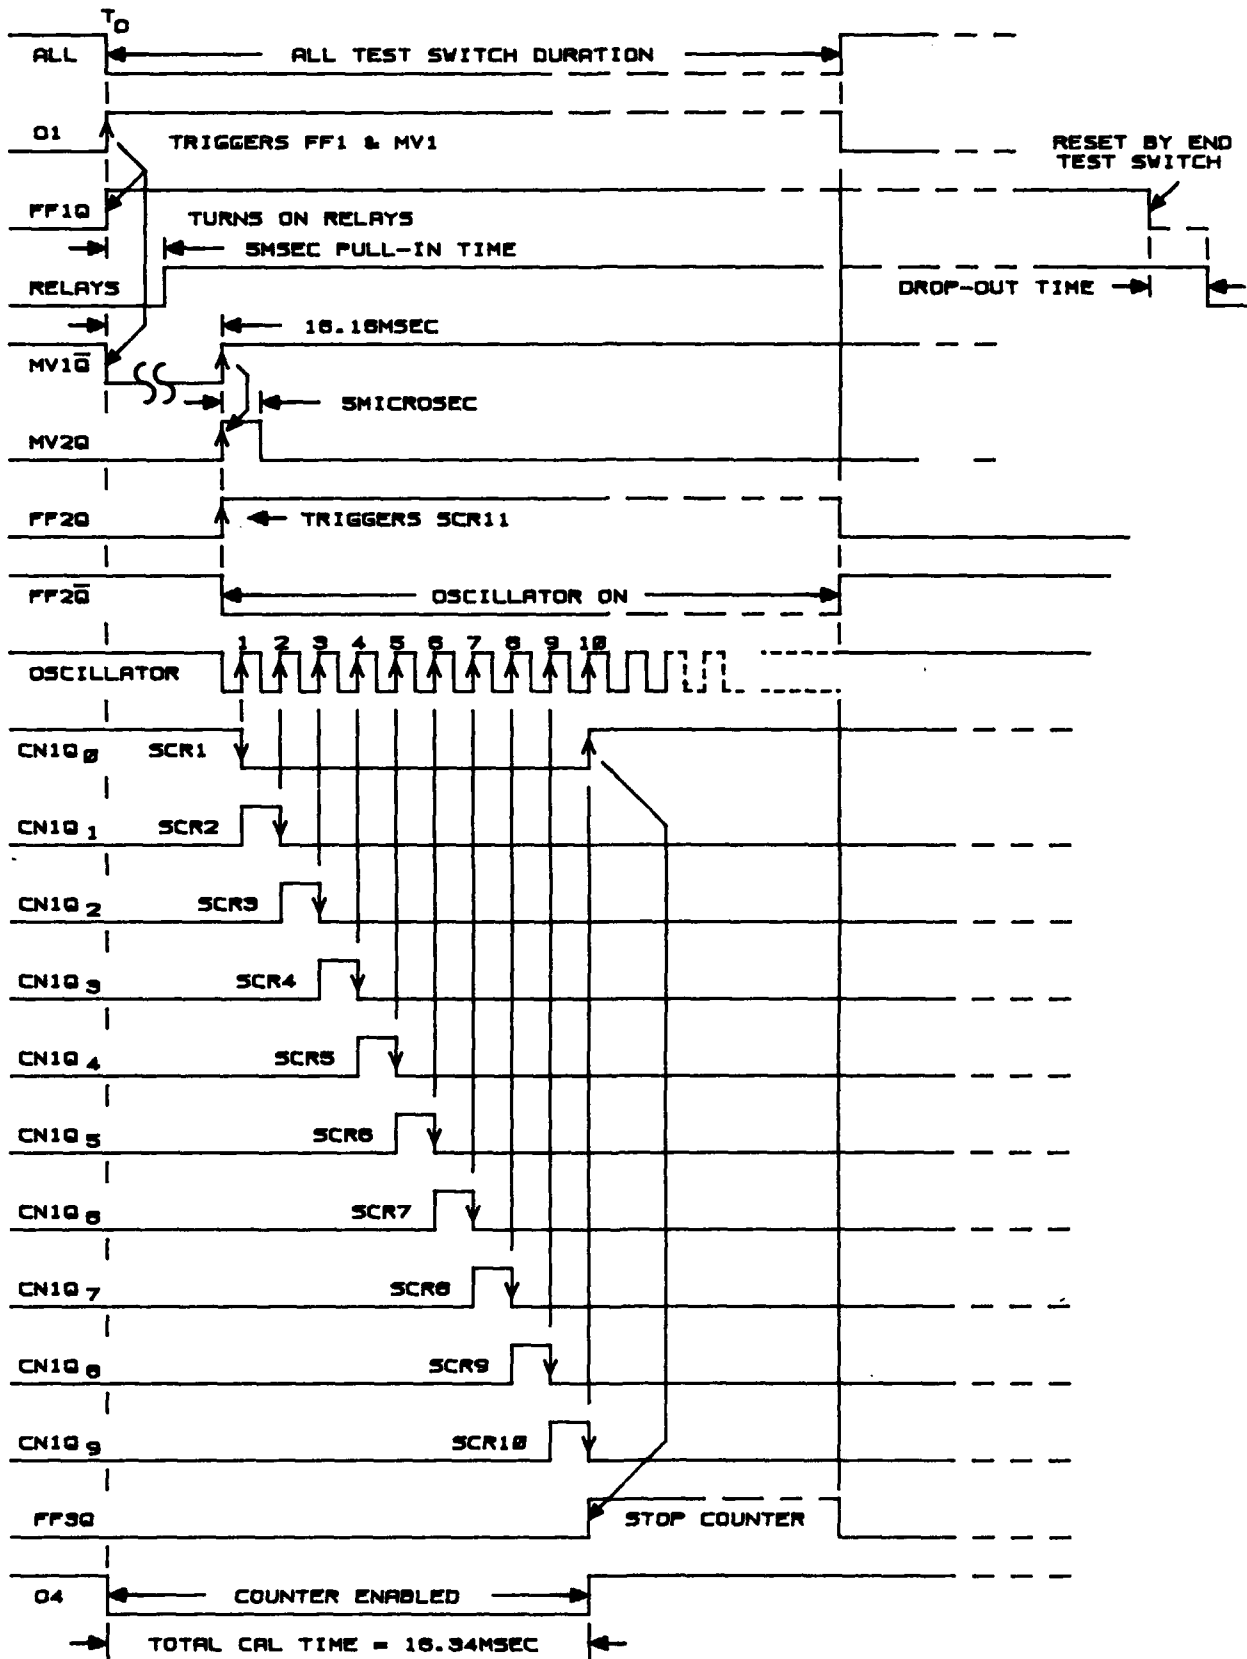 T0
ALL
ALL TEST SWITCH DURATION
O1
TRIGGERS FF1 & MV1
RESET BY END
TEST SWITCH
FF1Q
TURNS ON RELAYS
5MSEC PULL-IN TIME
RELAYS
DROP-OUT TIME
16.16MSEC
MV1Q̅
5MICROSEC
MV2Q
FF2Q
TRIGGERS SCR11
FF2Q̅
OSCILLATOR ON
1 2 3 4 5 6 7 8 9 10
OSCILLATOR
CN1Q0 SCR1
CN1Q1 SCR2
CN1Q2 SCR3
CN1Q3 SCR4
CN1Q4 SCR5
CN1Q5 SCR6
CN1Q6 SCR7
CN1Q7 SCR8
CN1Q8 SCR9
CN1Q9 SCR10
FF3Q
STOP COUNTER
O4
COUNTER ENABLED
TOTAL CAL TIME = 16.34MSEC